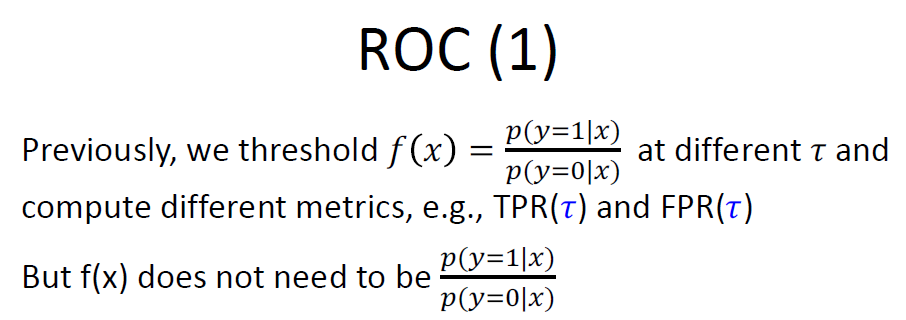 ROC (1)
Previously, we threshold f(x) = p(y=1|x)/p(y=0|x) at different τ and
compute different metrics, e.g., TPR(τ) and FPR(τ)
But f(x) does not need to be p(y=1|x)/p(y=0|x)